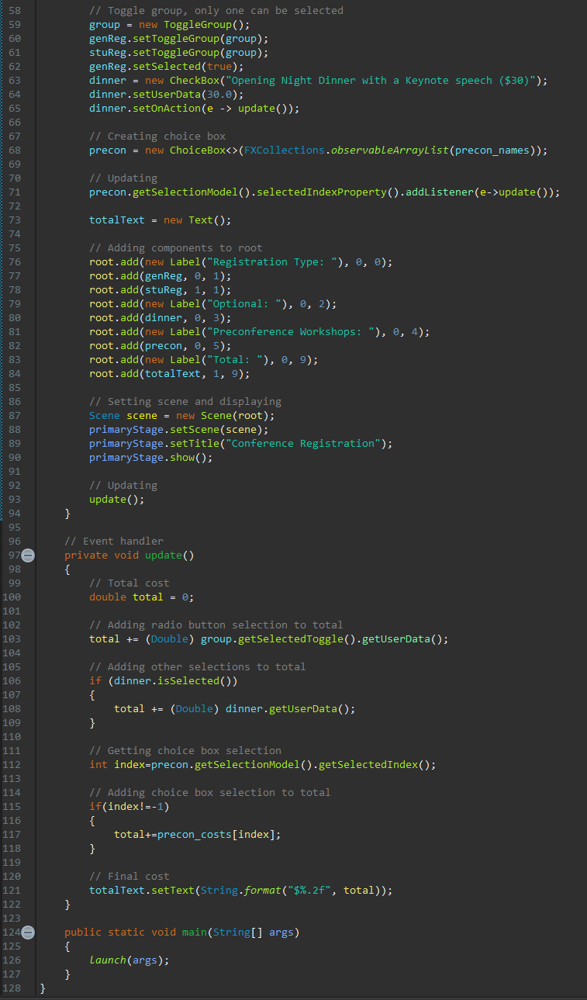 58 // Toggle group, only one can be selected
59 group = new ToggleGroup();
60 genReg.setToggleGroup(group);
61 stuReg.setToggleGroup(group);
62 genReg.setSelected(true);
63 dinner = new CheckBox("Opening Night Dinner with a Keynote speech ($30)");
64 dinner.setUserData(30.0);
65 dinner.setOnAction(e -> update());
66
67 // Creating choice box
68 precon = new ChoiceBox<>(FXCollections.observableArrayList(precon_names));
69
70 // Updating
71 precon.getSelectionModel().selectedIndexProperty().addListener(e->update());
72
73 totalText = new Text();
74
75 // Adding components to root
76 root.add(new Label("Registration Type: "), 0, 0);
77 root.add(genReg, 0, 1);
78 root.add(stuReg, 1, 1);
79 root.add(new Label("Optional: "), 0, 2);
80 root.add(dinner, 0, 3);
81 root.add(new Label("Preconference Workshops: "), 0, 4);
82 root.add(precon, 0, 5);
83 root.add(new Label("Total: "), 0, 9);
84 root.add(totalText, 1, 9);
85
86 // Setting scene and displaying
87 Scene scene = new Scene(root);
88 primaryStage.setScene(scene);
89 primaryStage.setTitle("Conference Registration");
90 primaryStage.show();
91
92 // Updating
93 update();
94 }
95
96 // Event handler
97 private void update()
98 {
99 // Total cost
100 double total = 0;
101
102 // Adding radio button selection to total
103 total += (Double) group.getSelectedToggle().getUserData();
104
105 // Adding other selections to total
106 if (dinner.isSelected())
107 {
108 total += (Double) dinner.getUserData();
109 }
110
111 // Getting choice box selection
112 int index=precon.getSelectionModel().getSelectedIndex();
113
114 // Adding choice box selection to total
115 if(index!=-1)
116 {
117 total+=precon_costs[index];
118 }
119
120 // Final cost
121 totalText.setText(String.format("$%.2f", total));
122 }
123
124 public static void main(String[] args)
125 {
126 launch(args);
127 }
128 }